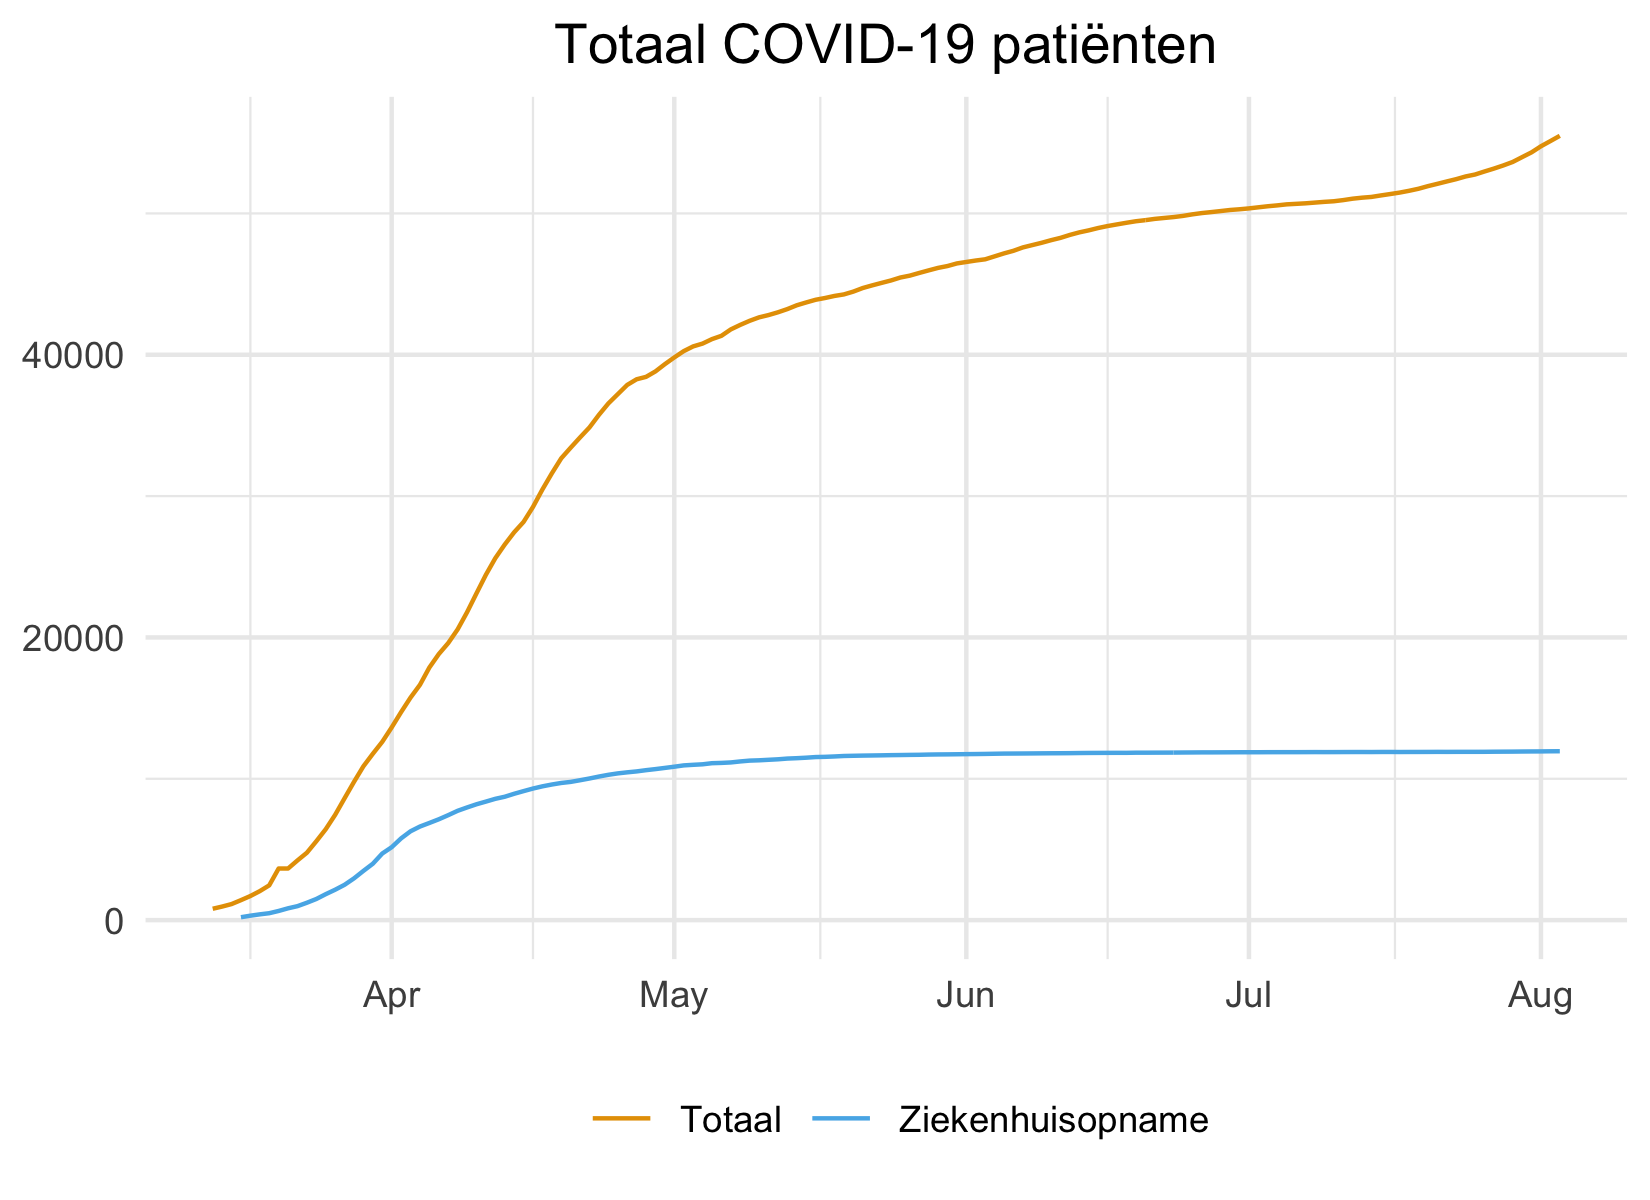 Totaal COVID-19 patiënten
40000
20000
0
Apr May Jun Jul Aug
Totaal Ziekenhuisopname